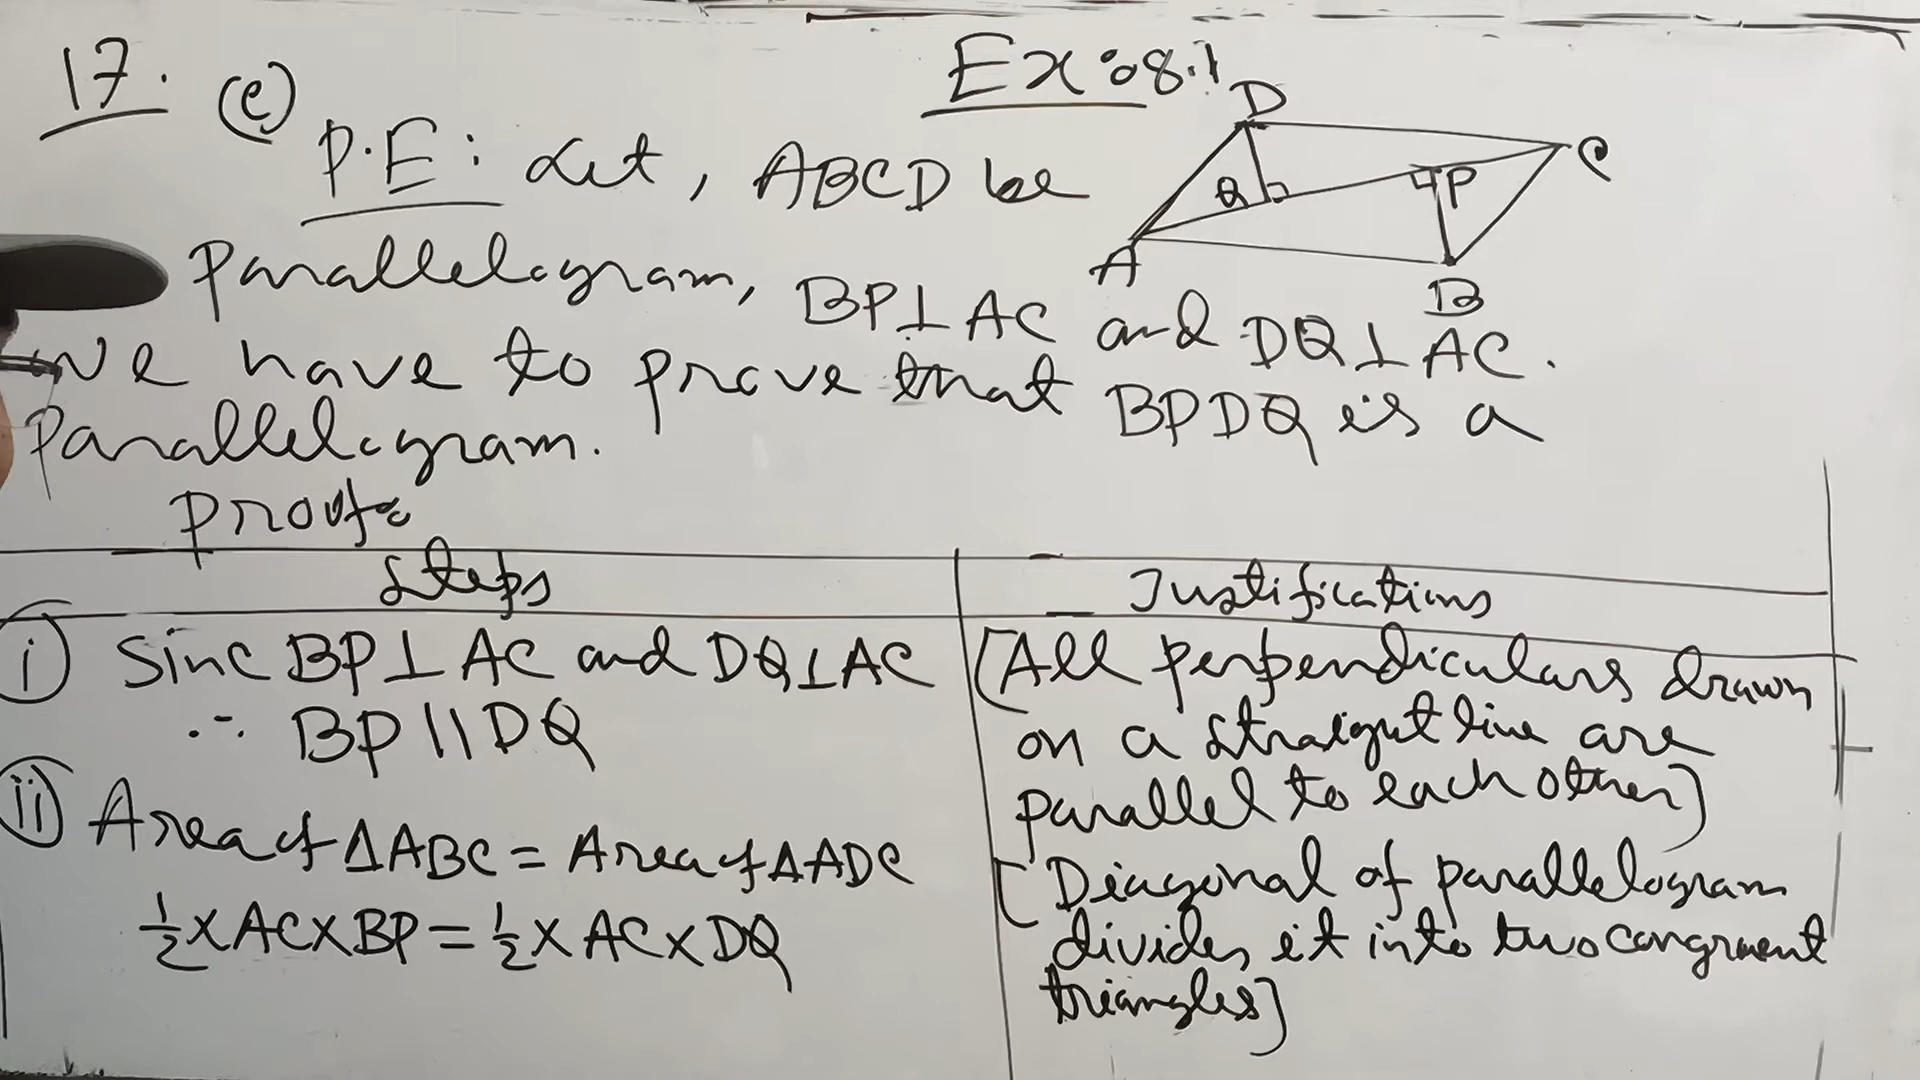 17. (e) Ex: 8.1
P.E: Let, ABCD be
Parallelogram, BP⊥AC and DQ⊥AC.
We have to prove that BPDQ is a
Parallelogram.
Proof:
D
C
Q
P
A
B
Steps
Justifications
(i) Sinc BP⊥AC and DQ⊥AC
∴ BP∥DQ
[All perpendiculars drawn
on a straight line are
parallel to each other]
(ii) Area of ΔABC = Area of ΔADC
½ × AC × BP = ½ × AC × DQ
[Diagonal of parallelogram
divides it into two congruent
triangles]